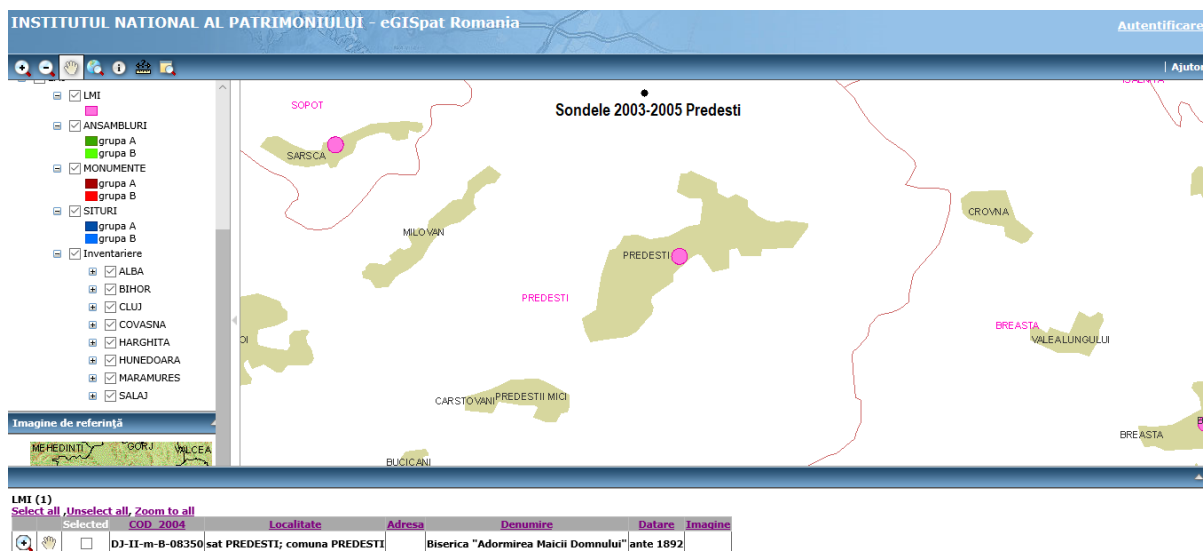 INSTITUTUL NATIONAL AL PATRIMONIULUI - eGISpat Romania
Autentificare
| Ajutor
LMI
ANSAMBLURI
grupa A
grupa B
MONUMENTE
grupa A
grupa B
SITURI
grupa A
grupa B
Inventariere
ALBA
BIHOR
CLUJ
COVASNA
HARGHITA
HUNEDOARA
MARAMURES
SALAJ
Imagine de referinţă
MEHEDINTI GORJ VALCEA
SOPOT
Sondele 2003-2005 Predesti
SARSCA
MILOVAN
CROVNA
PREDESTI
PREDESTI
BREASTA
VALEALUNGULUI
CARSTOVANI PREDESTII MICI
BREASTA
BUCICANI
LMI (1)
Select all ,Unselect all, Zoom to all
Selected COD_2004 Localitate Adresa Denumire Datare Imagine
DJ-II-m-B-08350 sat PREDESTI; comuna PREDESTI Biserica "Adormirea Maicii Domnului" ante 1892